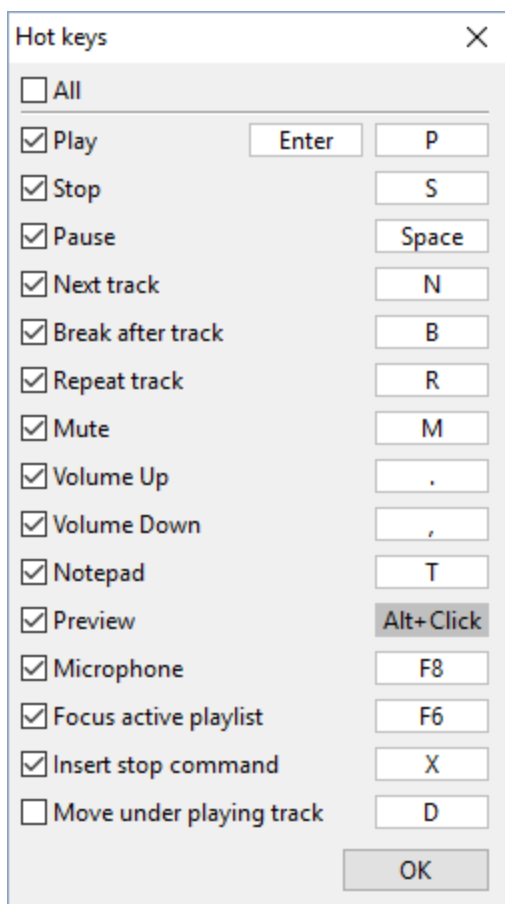 Hot keys
All
Play Enter P
Stop S
Pause Space
Next track N
Break after track B
Repeat track R
Mute M
Volume Up .
Volume Down ,
Notepad T
Preview Alt+Click
Microphone F8
Focus active playlist F6
Insert stop command X
Move under playing track D
OK